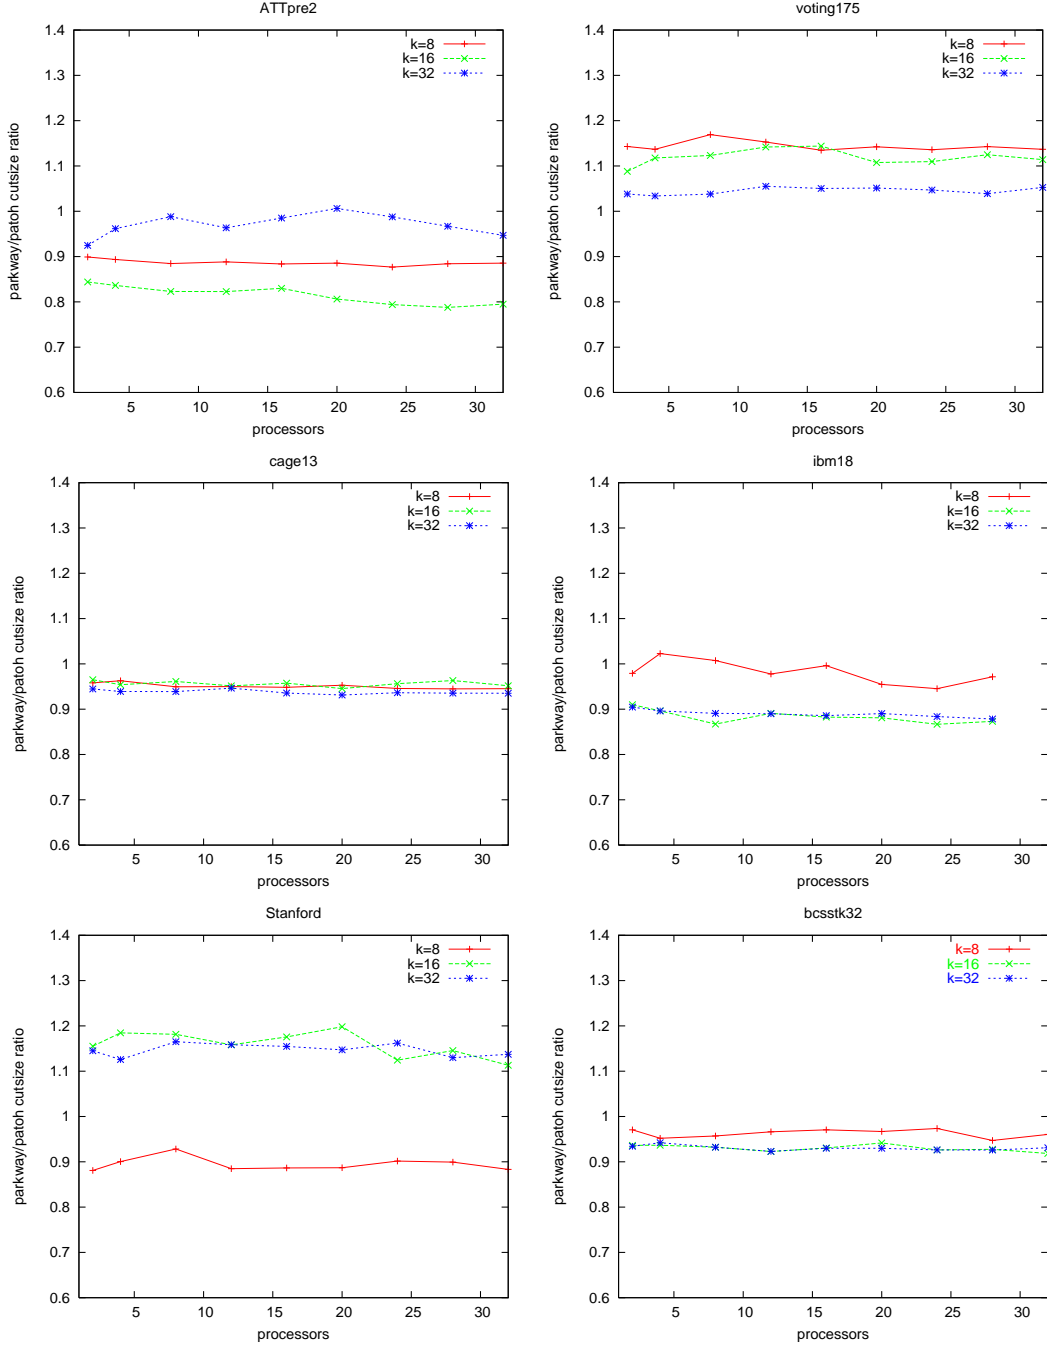 ATTpre2
1.4
1.3
1.2
1.1
1
0.9
0.8
0.7
0.6
parkway/patoh cutsize ratio
k=8
k=16
k=32
5 10 15 20 25 30
processors
voting175
1.4
1.3
1.2
1.1
1
0.9
0.8
0.7
0.6
parkway/patoh cutsize ratio
k=8
k=16
k=32
5 10 15 20 25 30
processors
cage13
1.4
1.3
1.2
1.1
1
0.9
0.8
0.7
0.6
parkway/patoh cutsize ratio
k=8
k=16
k=32
5 10 15 20 25 30
processors
ibm18
1.4
1.3
1.2
1.1
1
0.9
0.8
0.7
0.6
parkway/patoh cutsize ratio
k=8
k=16
k=32
5 10 15 20 25 30
processors
Stanford
1.4
1.3
1.2
1.1
1
0.9
0.8
0.7
0.6
parkway/patoh cutsize ratio
k=8
k=16
k=32
5 10 15 20 25 30
processors
bcsstk32
1.4
1.3
1.2
1.1
1
0.9
0.8
0.7
0.6
parkway/patoh cutsize ratio
k=8
k=16
k=32
5 10 15 20 25 30
processors